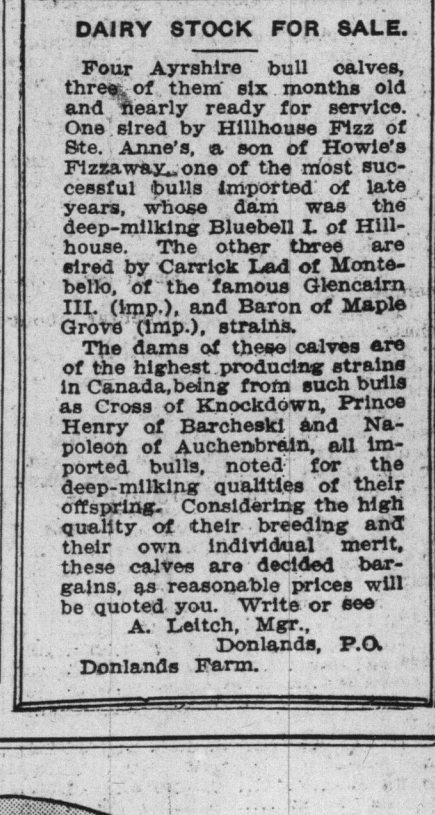 DAIRY STOCK FOR SALE.
Four Ayrshire bull calves,
three of them six months old
and nearly ready for service.
One sired by Hillhouse Fizz of
Ste. Anne's, a son of Howie's
Fizzaway, one of the most suc-
cessful bulls imported of late
years, whose dam was the
deep-milking Bluebell I. of Hill-
house. The other three are
sired by Carrick Lad of Monte-
bello, of the famous Glencairn
III. (imp.), and Baron of Maple
Grove (imp.), strains.
The dams of these calves are
of the highest producing strains
in Canada, being from such bulls
as Cross of Knockdown, Prince
Henry of Barcheski and Na-
poleon of Auchenbrain, all im-
ported bulls, noted for the
deep-milking qualities of their
offspring. Considering the high
quality of their breeding and
their own individual merit,
these calves are decided bar-
gains, as reasonable prices will
be quoted you. Write or see
A. Leitch, Mgr.,
Donlands, P.O.
Donlands Farm.